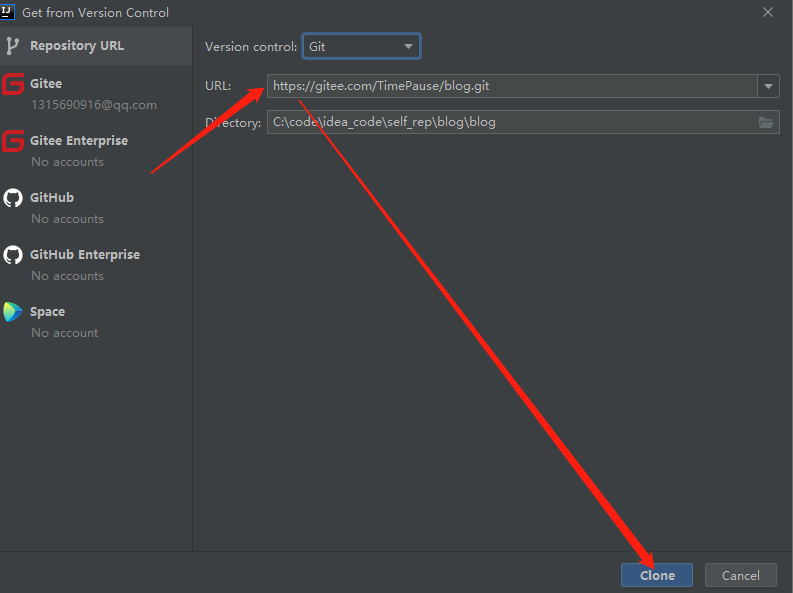 Get from Version Control
Repository URL
Gitee
1315690916@qq.com
Gitee Enterprise
No accounts
GitHub
No accounts
GitHub Enterprise
No accounts
Space
No account
Version control: Git
URL: https://gitee.com/TimePause/blog.git
Directory: C:\code\idea_code\self_rep\blog\blog
Clone Cancel